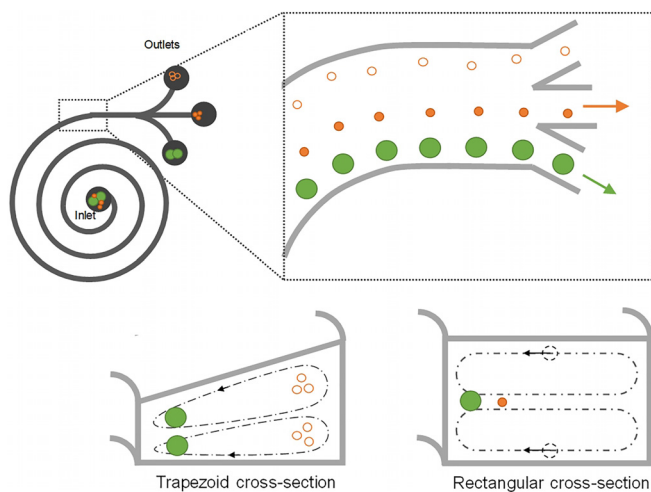 Outlets
Inlet
Trapezoid cross-section
Rectangular cross-section